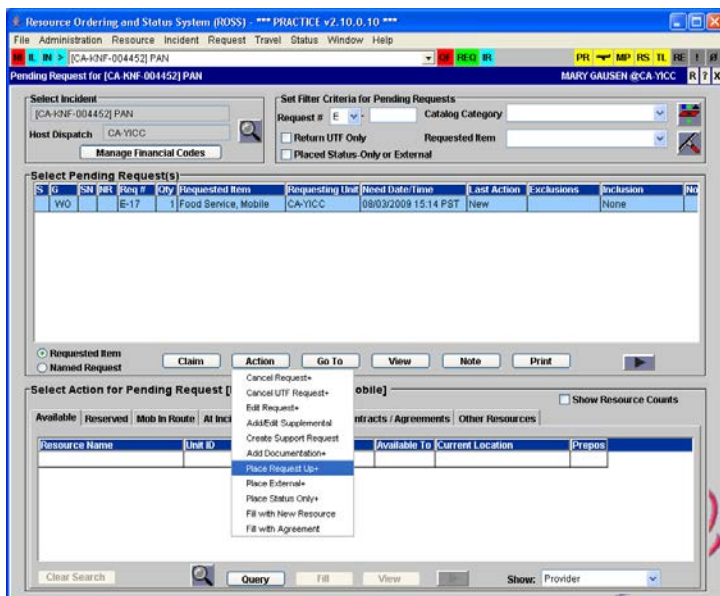 Resource Ordering and Status System (ROSS) - *** PRACTICE v2.10.0.10 ***
File Administration Resource Incident Request Travel Status Window Help
NI IL IN > [CA-KNF-004452] PAN OF REQ IR PR MP RS TL RE !
Pending Request for [CA-KNF-004452] PAN MARY GAUSEN @CA-YICC R ? X
Select Incident
[CA-KNF-004452] PAN
Host Dispatch CA-YICC
Manage Financial Codes
Set Filter Criteria for Pending Requests
Request # E - Catalog Category
Return UTF Only Requested Item
Placed Status-Only or External
Select Pending Request(s)
S G SN NR Req # Qty Requested Item Requesting Unit Need Date/Time Last Action Exclusions Inclusion No
WO E-17 1 Food Service, Mobile CA-YICC 08/03/2009 15:14 PST New None
Requested Item
Named Request
Claim Action Go To View Note Print
Cancel Request+
Cancel UTF Request+
Edit Request+
Add/Edit Supplemental
Create Support Request
Add Documentation+
Place Request Up+
Place External+
Place Status Only+
Fill with New Resource
Fill with Agreement
Select Action for Pending Request [ obile]
Show Resource Counts
Available Reserved Mob In Route At Inci ntracts / Agreements Other Resources
Resource Name Unit ID Available To Current Location Prepos
Clear Search Query Fill View Show: Provider